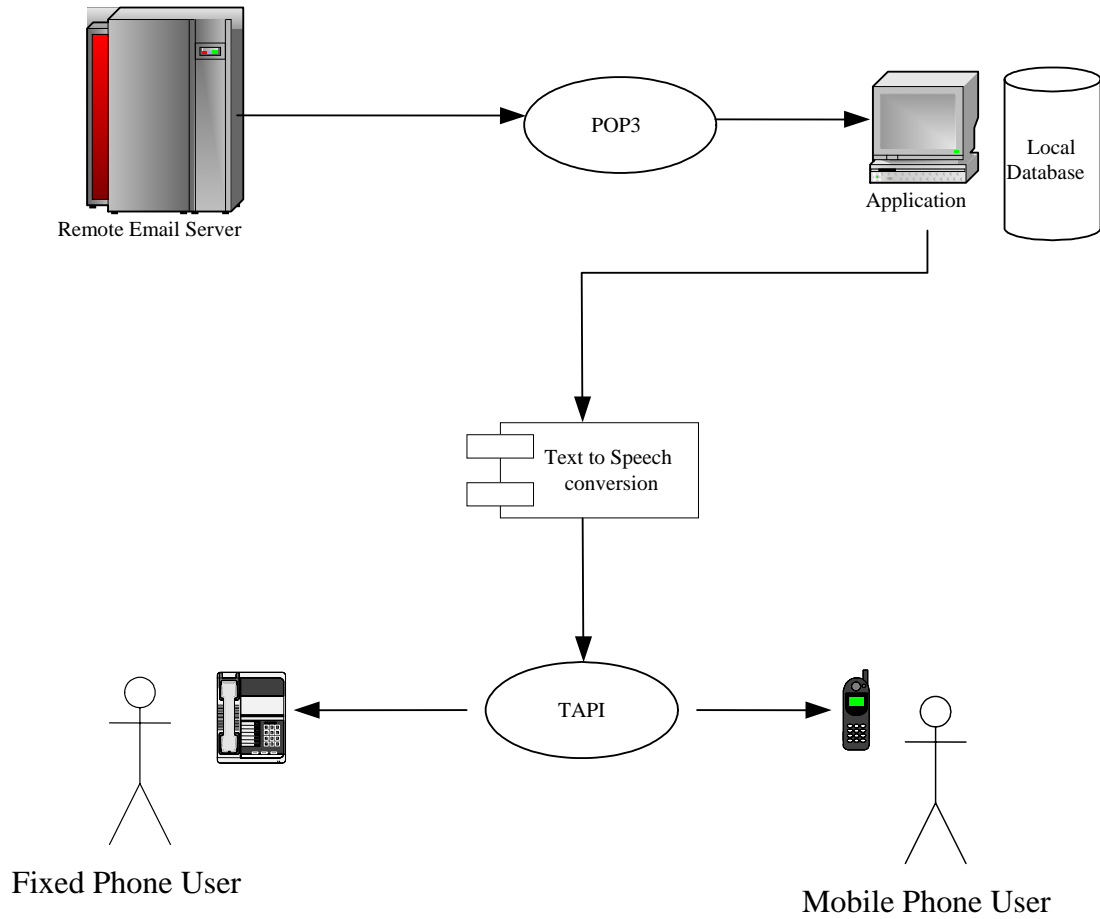 POP3
Local
Database
Application
Remote Email Server
Text to Speech
conversion
TAPI
Fixed Phone User
Mobile Phone User